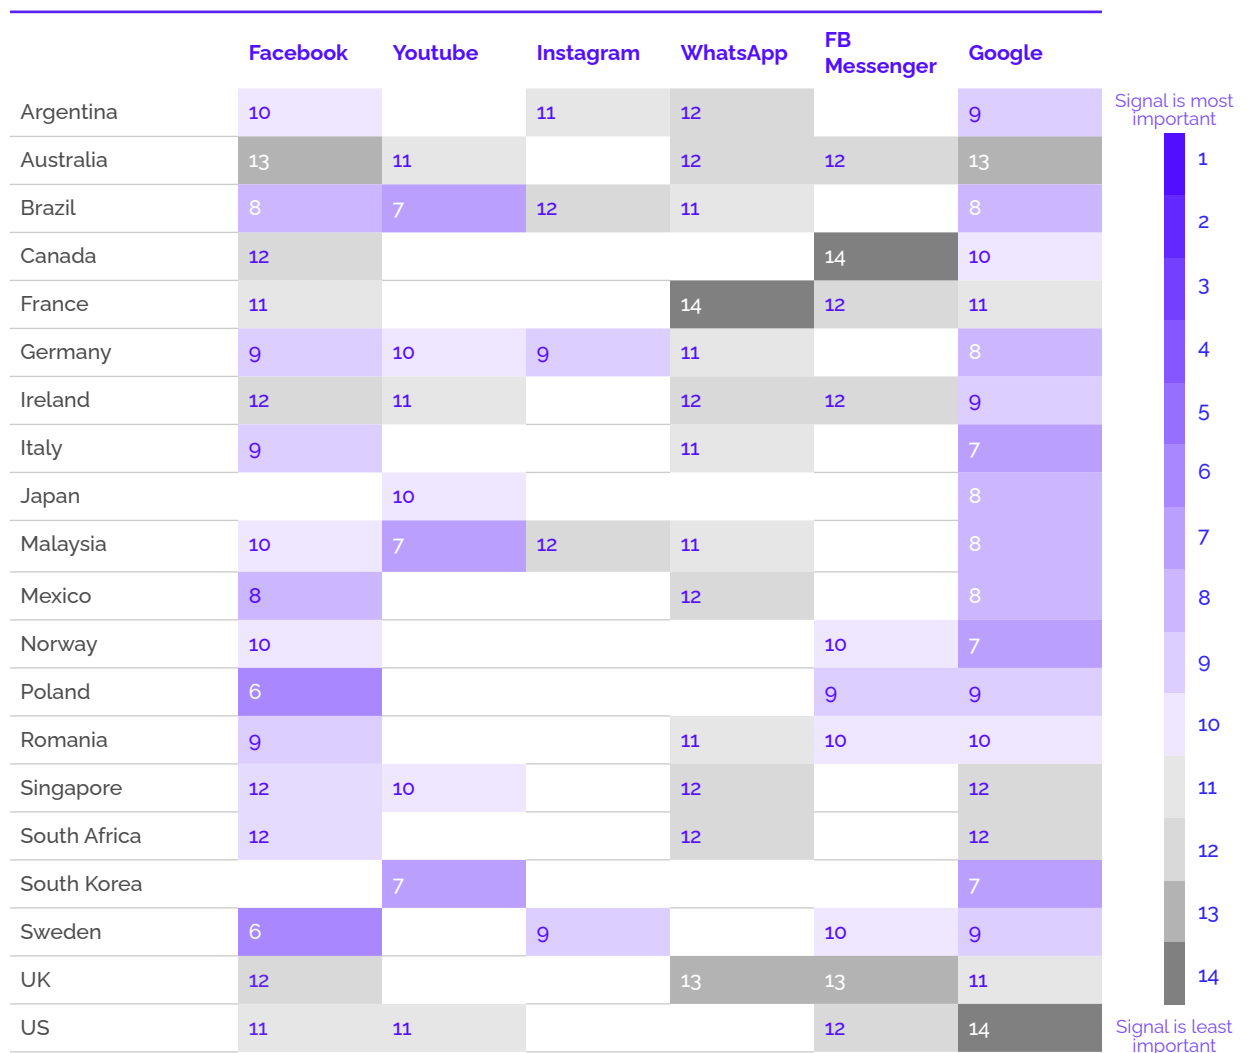 Facebook Youtube Instagram WhatsApp FB Messenger Google
Argentina 10 11 12 9
Australia 13 11 12 12 13
Brazil 8 7 12 11 8
Canada 12 14 10
France 11 14 12 11
Germany 9 10 9 11 8
Ireland 12 11 12 12 9
Italy 9 11 7
Japan 10 8
Malaysia 10 7 12 11 8
Mexico 8 12 8
Norway 10 10 7
Poland 6 9 9
Romania 9 11 10 10
Singapore 12 10 12 12
South Africa 12 12 12
South Korea 7 7
Sweden 6 9 10 9
UK 12 13 13 11
US 11 11 12 14
Signal is most
important
1
2
3
4
5
6
7
8
9
10
11
12
13
14
Signal is least
important